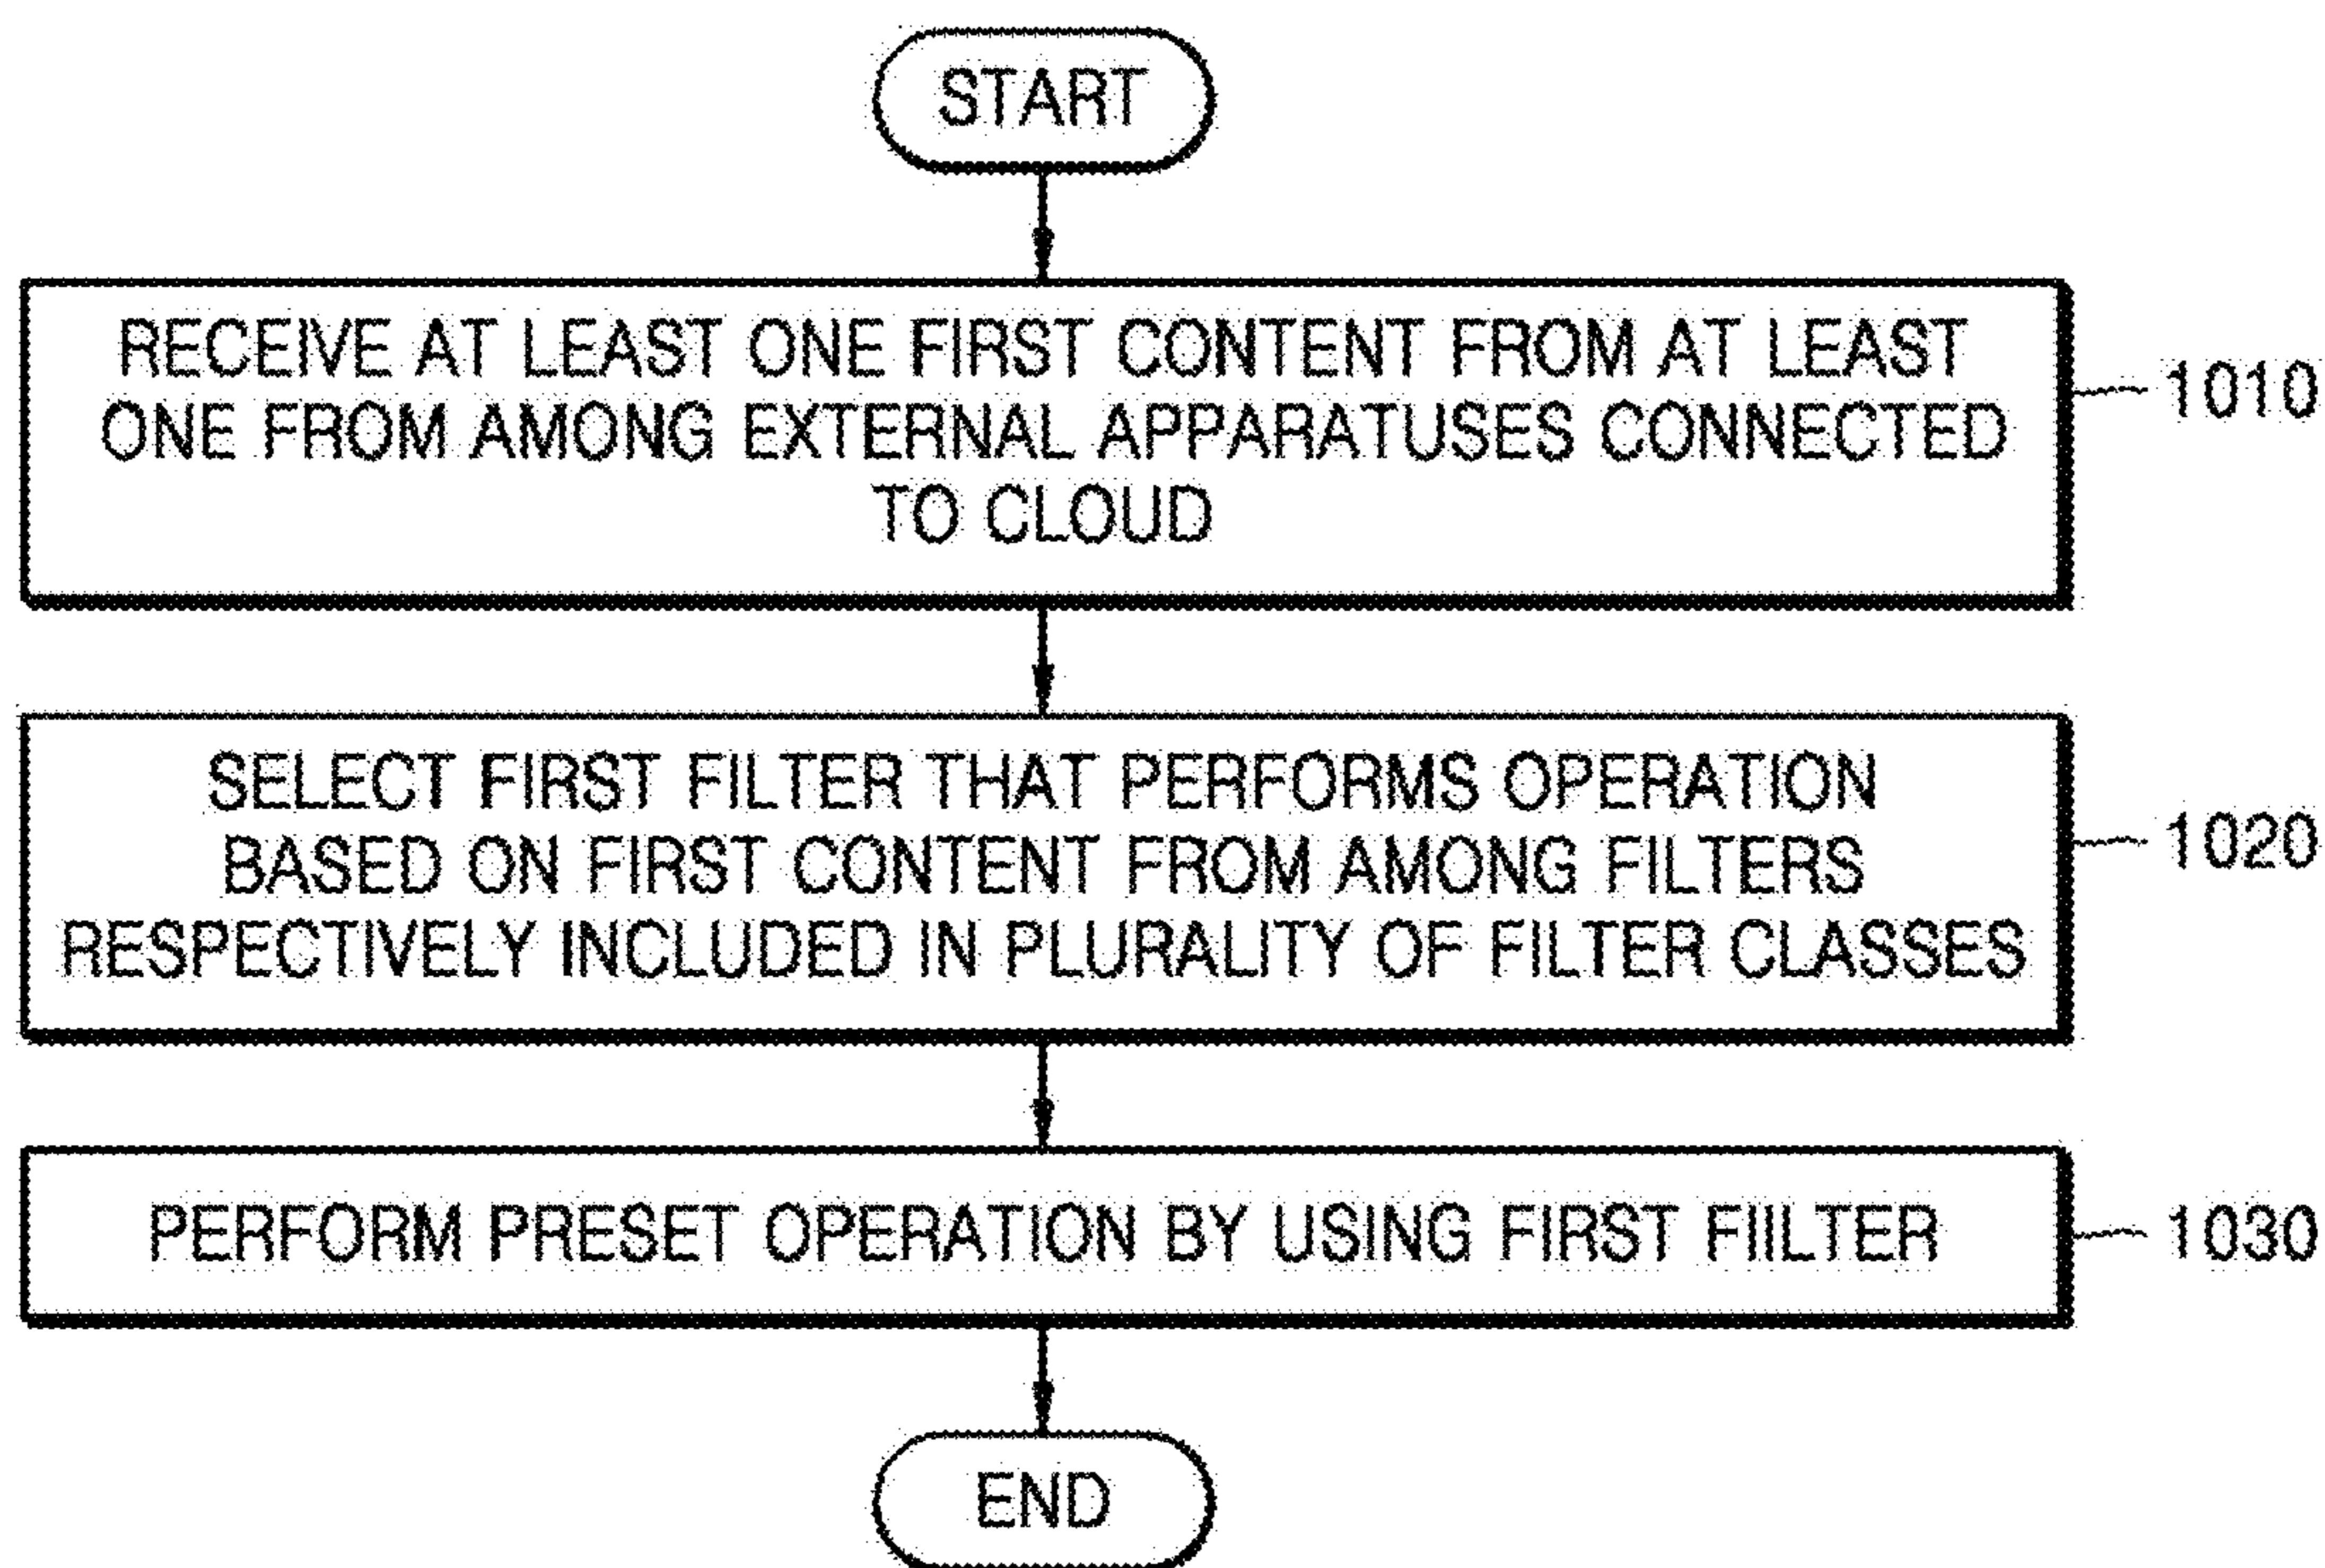 START
RECEIVE AT LEAST ONE FIRST CONTENT FROM AT LEAST
ONE FROM AMONG EXTERNAL APPARATUSES CONNECTED
TO CLOUD
1010
SELECT FIRST FILTER THAT PERFORMS OPERATION
BASED ON FIRST CONTENT FROM AMONG FILTERS
RESPECTIVELY INCLUDED IN PLURALITY OF FILTER CLASSES
1020
PERFORM PRESET OPERATION BY USING FIRST FIILTER
1030
END